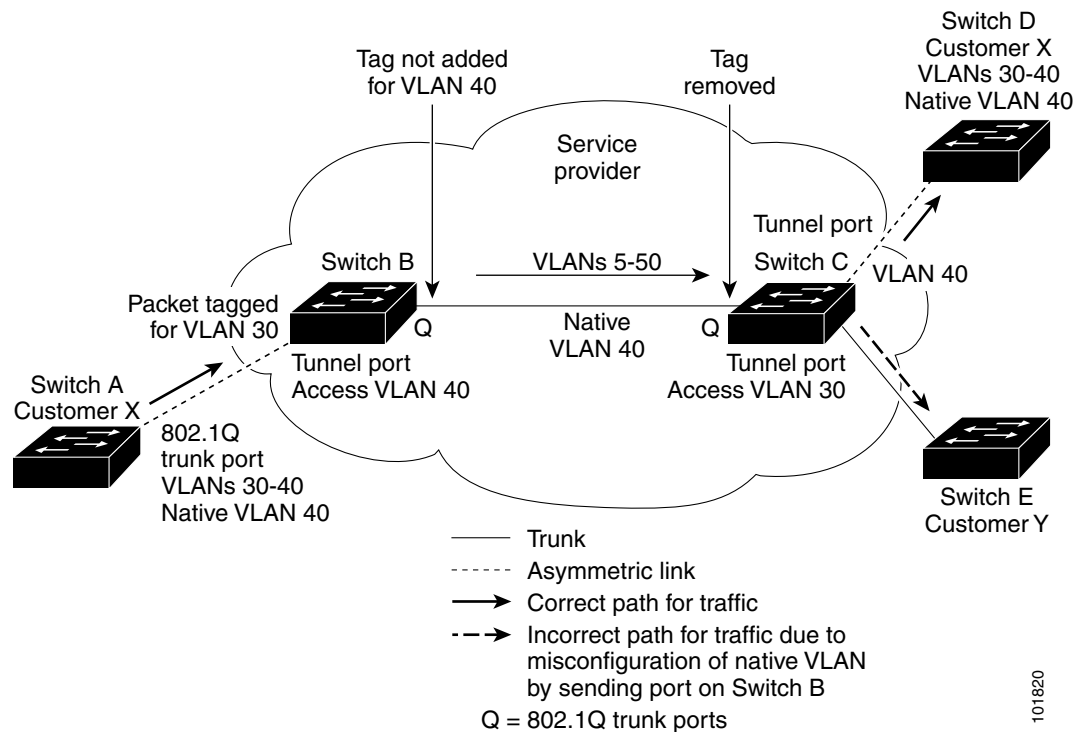 Tag not added
for VLAN 40
Tag
removed
Switch D
Customer X
VLANs 30-40
Native VLAN 40
Service
provider
Tunnel port
Switch B
VLANs 5-50
Switch C
VLAN 40
Packet tagged
for VLAN 30
Q
Native
VLAN 40
Q
Tunnel port
Access VLAN 40
Tunnel port
Access VLAN 30
Switch A
Customer X
802.1Q
trunk port
VLANs 30-40
Native VLAN 40
Switch E
Customer Y
Trunk
Asymmetric link
Correct path for traffic
Incorrect path for traffic due to
misconfiguration of native VLAN
by sending port on Switch B
Q = 802.1Q trunk ports
101820